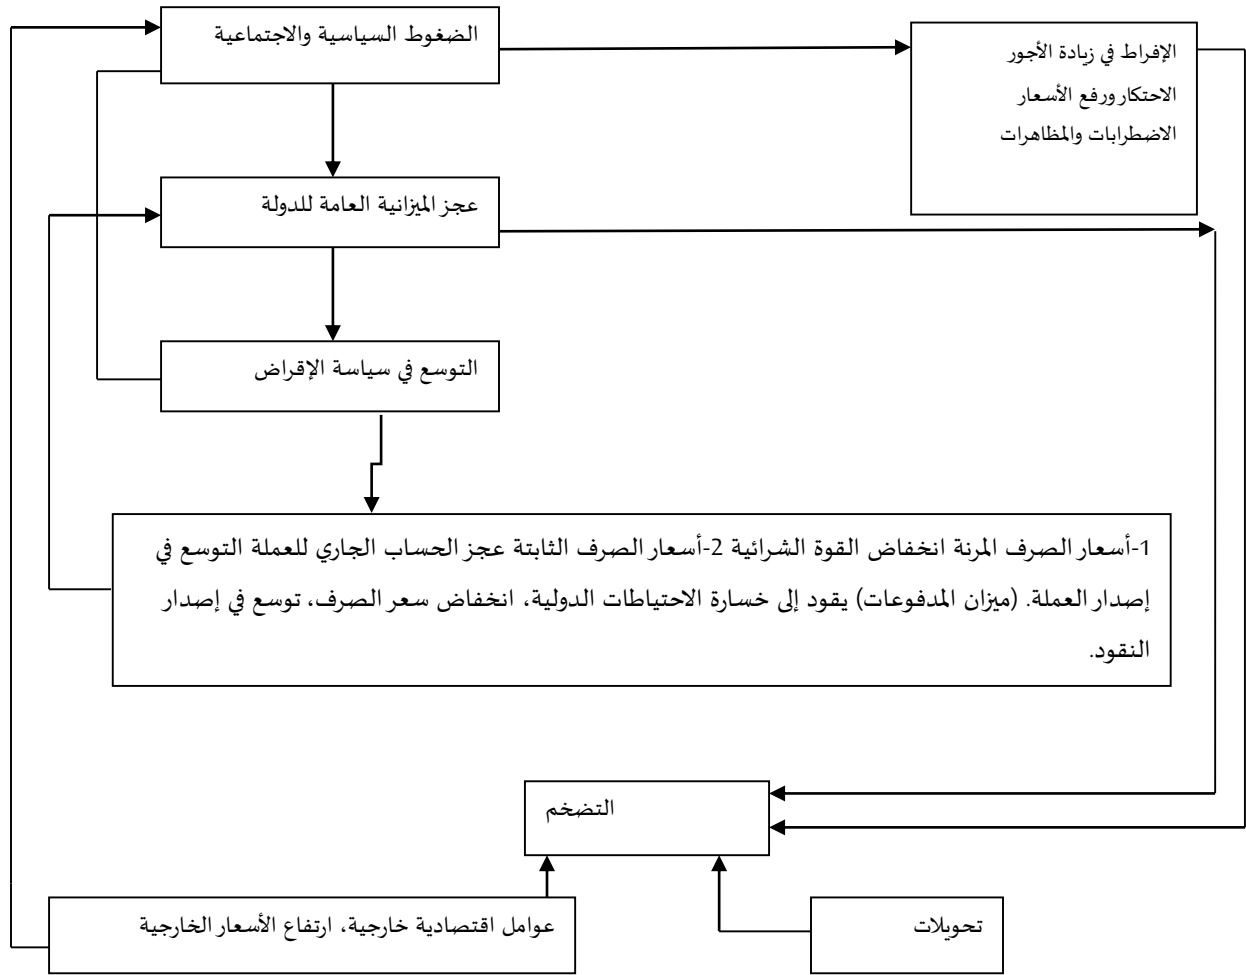 الضغوط السياسية والاجتماعية
الإفراط في زيادة الأجور
الاحتكار ورفع الأسعار
الاضطرابات والمظاهرات
عجز الميزانية العامة للدولة
التوسع في سياسة الإقراض
1-أسعار الصرف المرنة انخفاض القوة الشرائية 2-أسعار الصرف الثابتة عجز الحساب الجاري للعملة التوسع في
إصدار العملة. (ميزان المدفوعات) يقود إلى خسارة الاحتياطات الدولية، انخفاض سعر الصرف، توسع في إصدار
النقود.
التضخم
عوامل اقتصادية خارجية، ارتفاع الأسعار الخارجية
تحويلات